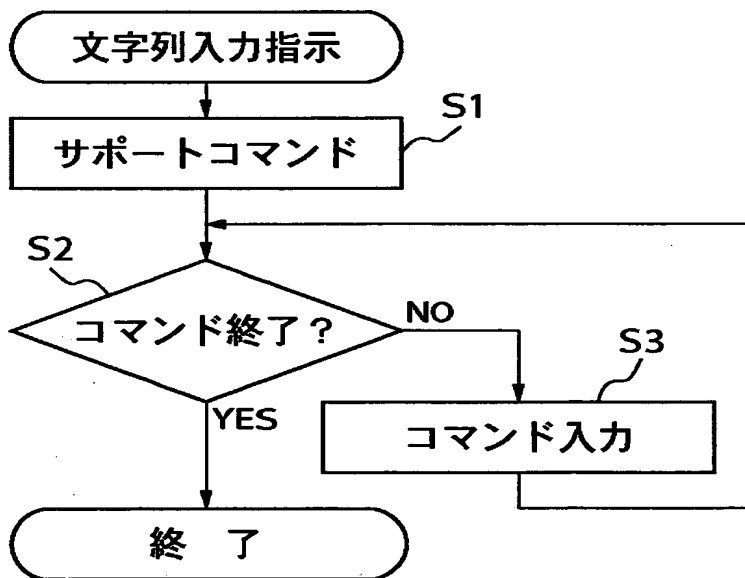 文字列入力指示
S1
サポートコマンド
S2
コマンド終了？
NO
S3
YES
コマンド入力
終 了